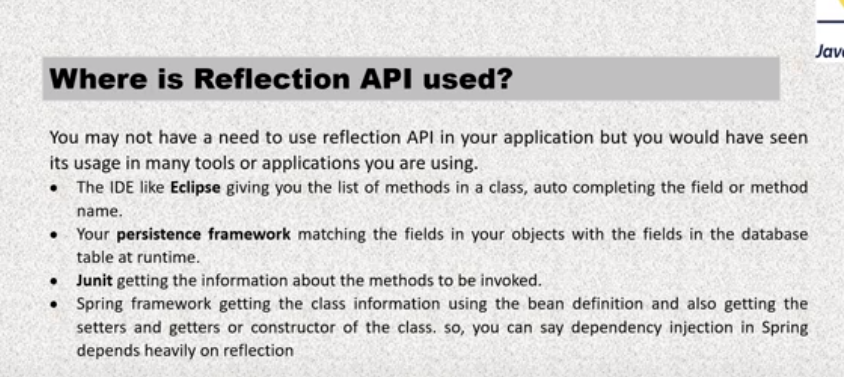 Jav
Where is Reflection API used?
You may not have a need to use reflection API in your application but you would have seen
its usage in many tools or applications you are using.
• The IDE like Eclipse giving you the list of methods in a class, auto completing the field or method
name.
• Your persistence framework matching the fields in your objects with the fields in the database
table at runtime.
• Junit getting the information about the methods to be invoked.
• Spring framework getting the class information using the bean definition and also getting the
setters and getters or constructor of the class. so, you can say dependency injection in Spring
depends heavily on reflection